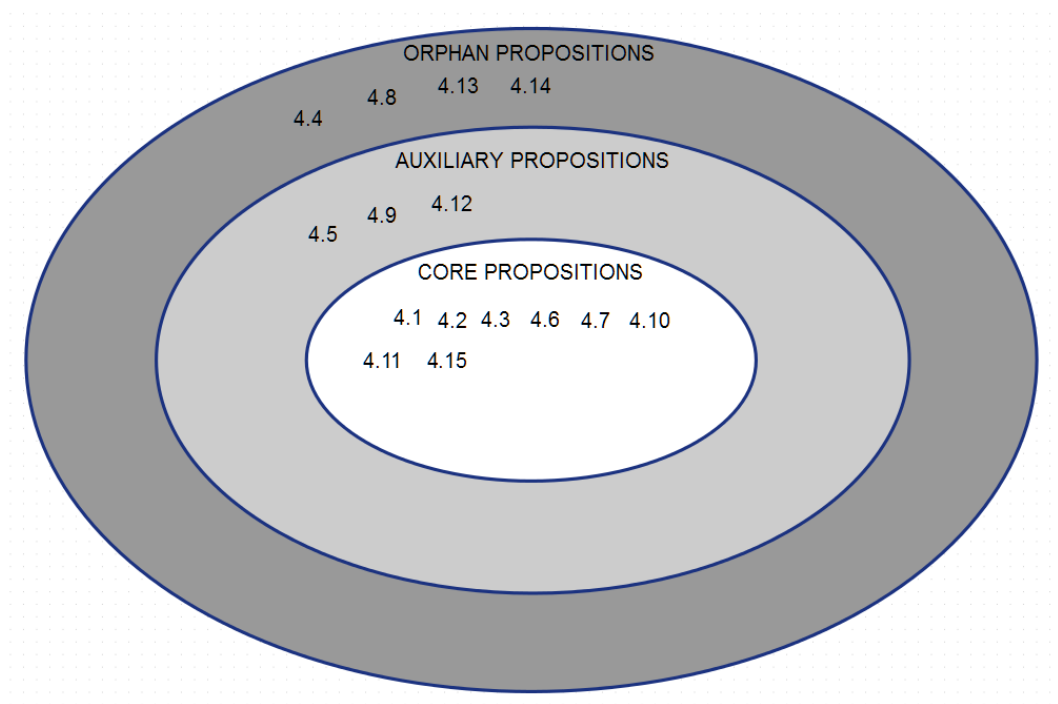 ORPHAN PROPOSITIONS
4.4 4.8 4.13 4.14
AUXILIARY PROPOSITIONS
4.5 4.9 4.12
CORE PROPOSITIONS
4.1 4.2 4.3 4.6 4.7 4.10
4.11 4.15